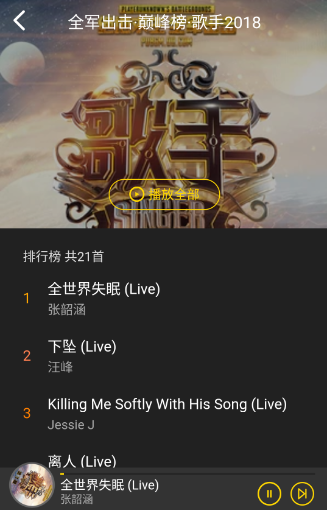 全军出击·巅峰榜·歌手2018
PLAYERUNKNOWN'S BATTLEGROUNDS
歌手
播放全部
SINGER
排行榜 共21首
1
全世界失眠 (Live)
张韶涵
2
下坠 (Live)
汪峰
3
Killing Me Softly With His Song (Live)
Jessie J
离人 (Live)
全世界失眠 (Live)
张韶涵